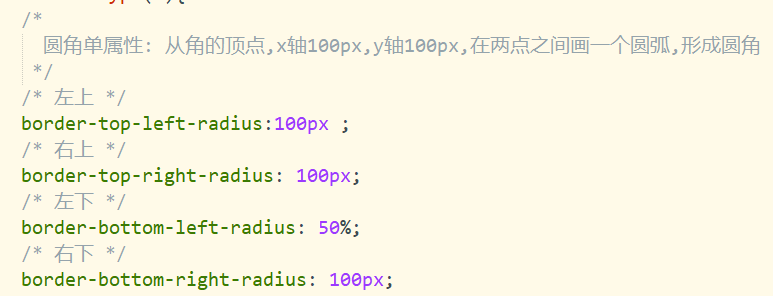 /*
圆角单属性: 从角的顶点,x轴100px,y轴100px,在两点之间画一个圆弧,形成圆角
*/
/* 左上 */
border-top-left-radius:100px ;
/* 右上 */
border-top-right-radius: 100px;
/* 左下 */
border-bottom-left-radius: 50%;
/* 右下 */
border-bottom-right-radius: 100px;